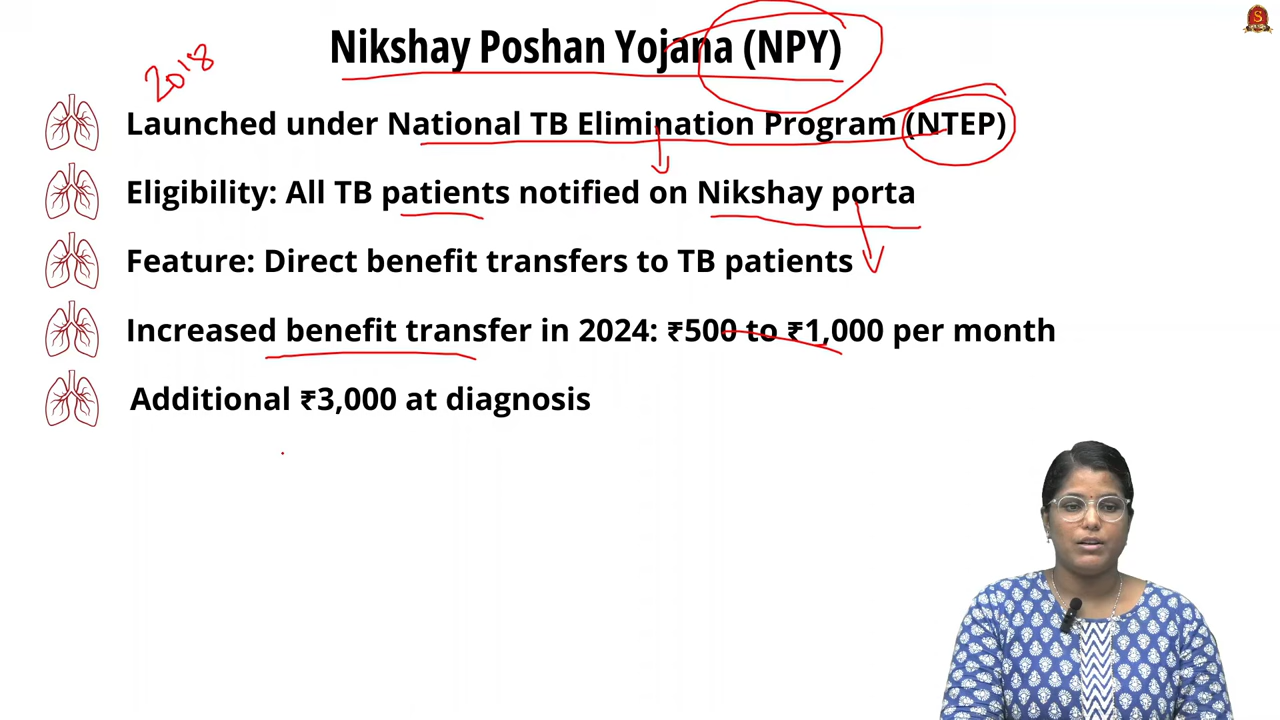 Nikshay Poshan Yojana (NPY)
2018
Launched under National TB Elimination Program (NTEP)
Eligibility: All TB patients notified on Nikshay porta
Feature: Direct benefit transfers to TB patients
Increased benefit transfer in 2024: ₹500 to ₹1,000 per month
Additional ₹3,000 at diagnosis